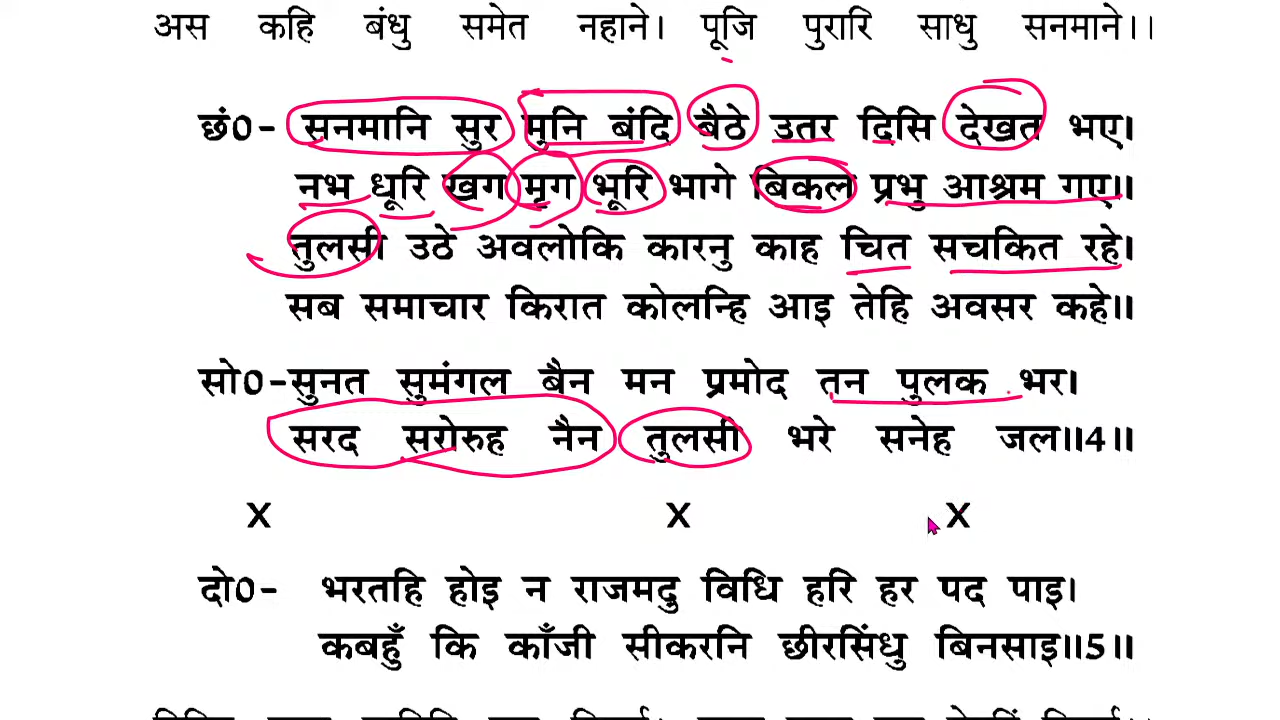 अस कहि बंधु समेत नहाने। पूजि पुरारि साधु सनमाने।।
छं0- सनमानि सुर मुनि बंदि बैठे उतर दिसि देखत भए।
नभ धूरि खग मृग भूरि भागे बिकल प्रभु आश्रम गए॥
तुलसी उठे अवलोकि कारनु काह चित सचकित रहे।
सब समाचार किरात कोलन्हि आइ तेहि अवसर कहे॥
सो0-सुनत सुमंगल बैन मन प्रमोद तन पुलक भर।
सरद सरोरुह नैन तुलसी भरे सनेह जल॥4॥
X X X
दो0- भरतहि होइ न राजमदु विधि हरि हर पद पाइ।
कबहुँ कि काँजी सीकरनि छीरसिंधु बिनसाइ॥5॥